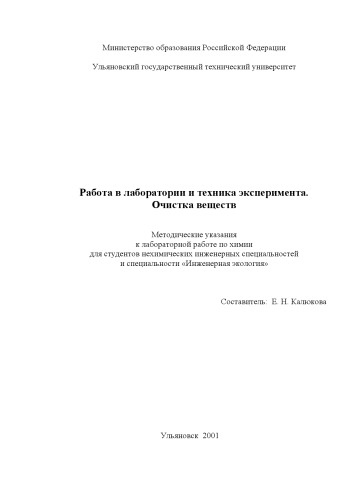 Министерство образования Российской Федерации
Ульяновский государственный технический университет
Работа в лаборатории и техника эксперимента.
Очистка веществ
Методические указания
к лабораторной работе по химии
для студентов нехимических инженерных специальностей
и специальности «Инженерная экология»
Составитель: Е. Н. Калюкова
Ульяновск 2001